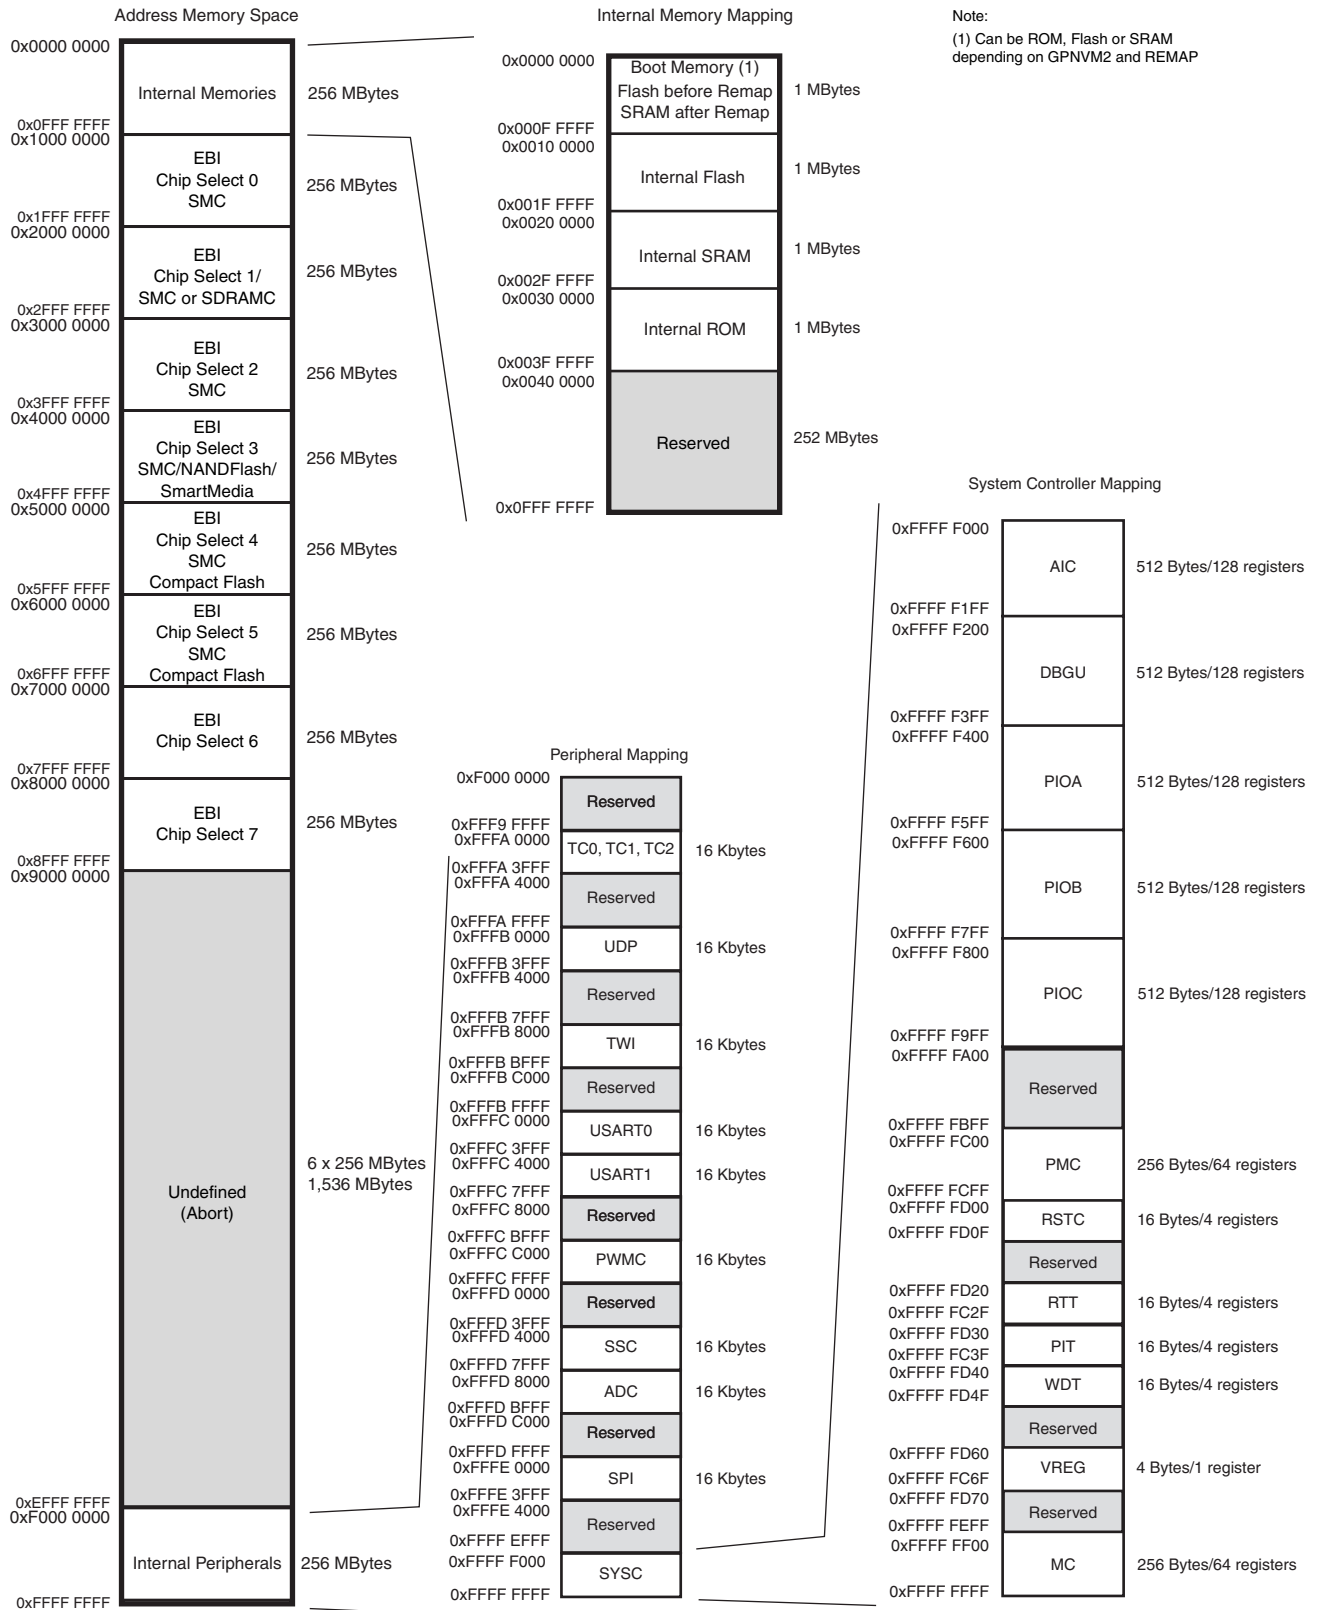 Address Memory Space
0x0000 0000
Internal Memories
256 MBytes
0x0FFF FFFF
0x1000 0000
EBI
Chip Select 0
SMC
256 MBytes
0x1FFF FFFF
0x2000 0000
EBI
Chip Select 1/
SMC or SDRAMC
256 MBytes
0x2FFF FFFF
0x3000 0000
EBI
Chip Select 2
SMC
256 MBytes
0x3FFF FFFF
0x4000 0000
EBI
Chip Select 3
SMC/NANDFlash/
SmartMedia
256 MBytes
0x4FFF FFFF
0x5000 0000
EBI
Chip Select 4
SMC
Compact Flash
256 MBytes
0x5FFF FFFF
0x6000 0000
EBI
Chip Select 5
SMC
Compact Flash
256 MBytes
0x6FFF FFFF
0x7000 0000
EBI
Chip Select 6
256 MBytes
0x7FFF FFFF
0x8000 0000
EBI
Chip Select 7
256 MBytes
0x8FFF FFFF
0x9000 0000
Undefined
(Abort)
6 x 256 MBytes
1,536 MBytes
0xEFFF FFFF
0xF000 0000
Internal Peripherals
256 MBytes
0xFFFF FFFF
Internal Memory Mapping
0x0000 0000
Boot Memory (1)
Flash before Remap
SRAM after Remap
1 MBytes
0x000F FFFF
0x0010 0000
Internal Flash
1 MBytes
0x001F FFFF
0x0020 0000
Internal SRAM
1 MBytes
0x002F FFFF
0x0030 0000
Internal ROM
1 MBytes
0x003F FFFF
0x0040 0000
Reserved
252 MBytes
0x0FFF FFFF
Note:
(1) Can be ROM, Flash or SRAM
depending on GPNVM2 and REMAP
Peripheral Mapping
0xF000 0000
Reserved
0xFFF9 FFFF
0xFFFA 0000
TC0, TC1, TC2
16 Kbytes
0xFFFA 3FFF
0xFFFA 4000
Reserved
0xFFFA FFFF
0xFFFB 0000
UDP
16 Kbytes
0xFFFB 3FFF
0xFFFB 4000
Reserved
0xFFFB 7FFF
0xFFFB 8000
TWI
16 Kbytes
0xFFFB BFFF
0xFFFB C000
Reserved
0xFFFB FFFF
0xFFFC 0000
USART0
16 Kbytes
0xFFFC 3FFF
0xFFFC 4000
USART1
16 Kbytes
0xFFFC 7FFF
0xFFFC 8000
Reserved
0xFFFC BFFF
0xFFFC C000
PWMC
16 Kbytes
0xFFFC FFFF
0xFFFD 0000
Reserved
0xFFFD 3FFF
0xFFFD 4000
SSC
16 Kbytes
0xFFFD 7FFF
0xFFFD 8000
ADC
16 Kbytes
0xFFFD BFFF
0xFFFD C000
Reserved
0xFFFD FFFF
0xFFFE 0000
SPI
16 Kbytes
0xFFFE 3FFF
0xFFFE 4000
Reserved
0xFFFF EFFF
0xFFFF F000
SYSC
0xFFFF FFFF
System Controller Mapping
0xFFFF F000
AIC
512 Bytes/128 registers
0xFFFF F1FF
0xFFFF F200
DBGU
512 Bytes/128 registers
0xFFFF F3FF
0xFFFF F400
PIOA
512 Bytes/128 registers
0xFFFF F5FF
0xFFFF F600
PIOB
512 Bytes/128 registers
0xFFFF F7FF
0xFFFF F800
PIOC
512 Bytes/128 registers
0xFFFF F9FF
0xFFFF FA00
Reserved
0xFFFF FBFF
0xFFFF FC00
PMC
256 Bytes/64 registers
0xFFFF FCFF
0xFFFF FD00
RSTC
16 Bytes/4 registers
0xFFFF FD0F
Reserved
0xFFFF FD20
RTT
16 Bytes/4 registers
0xFFFF FC2F
0xFFFF FD30
PIT
16 Bytes/4 registers
0xFFFF FC3F
0xFFFF FD40
WDT
16 Bytes/4 registers
0xFFFF FD4F
Reserved
0xFFFF FD60
VREG
4 Bytes/1 register
0xFFFF FC6F
0xFFFF FD70
Reserved
0xFFFF FEFF
0xFFFF FF00
MC
256 Bytes/64 registers
0xFFFF FFFF